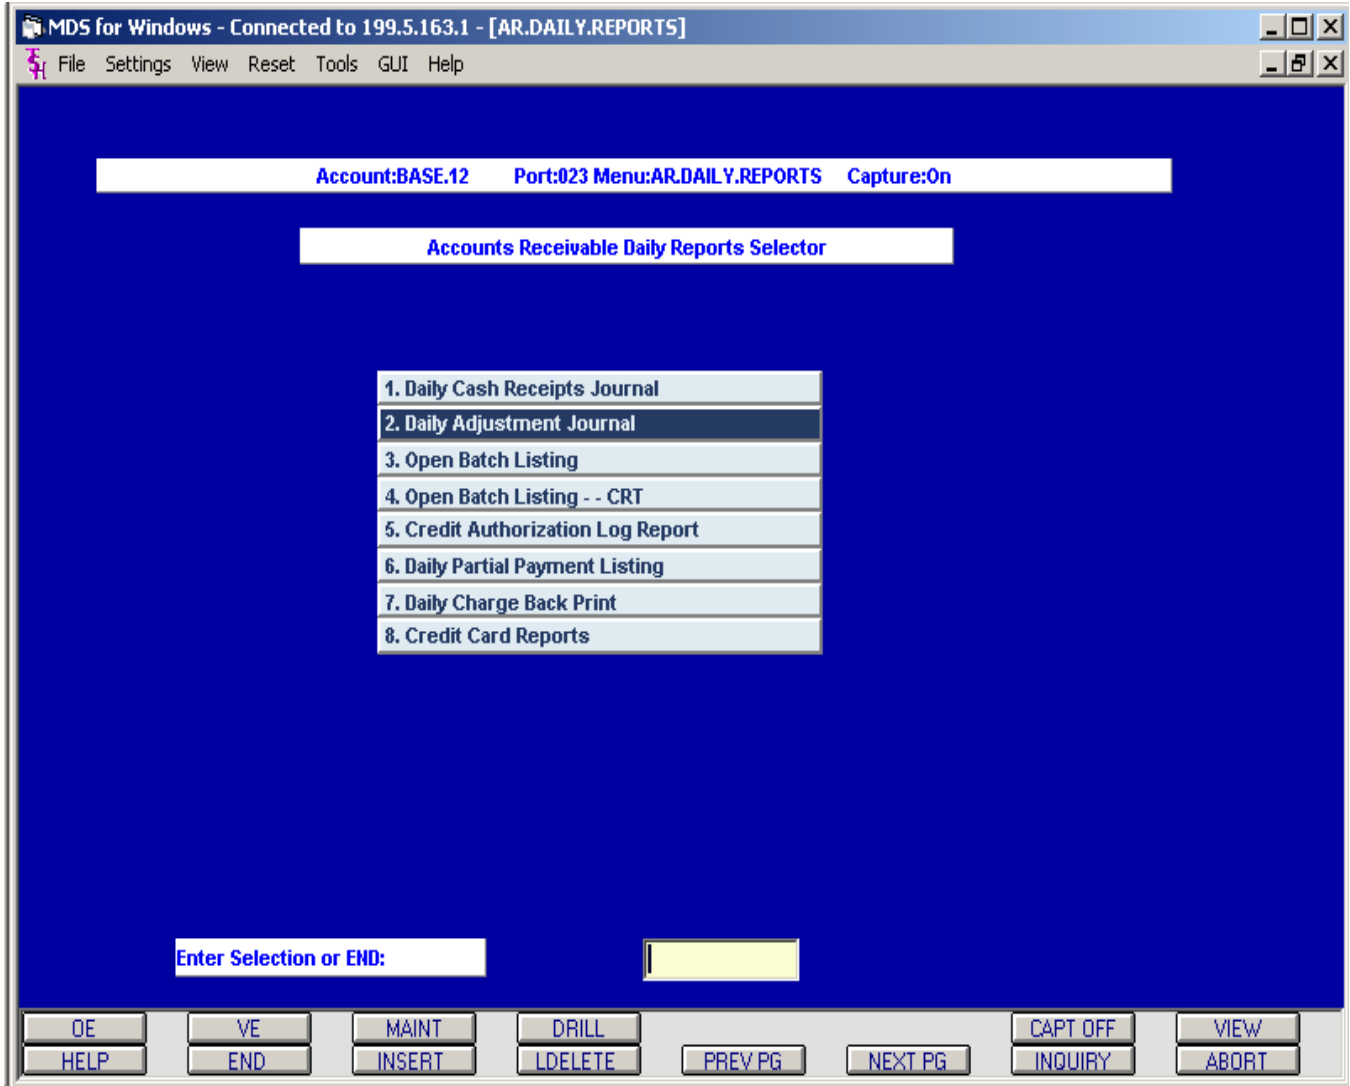 MDS for Windows - Connected to 199.5.163.1 - [AR.DAILY.REPORTS]
File Settings View Reset Tools GUI Help
Account:BASE.12 Port:023 Menu:AR.DAILY.REPORTS Capture:On
Accounts Receivable Daily Reports Selector
1. Daily Cash Receipts Journal
2. Daily Adjustment Journal
3. Open Batch Listing
4. Open Batch Listing - - CRT
5. Credit Authorization Log Report
6. Daily Partial Payment Listing
7. Daily Charge Back Print
8. Credit Card Reports
Enter Selection or END:
OE VE MAINT DRILL CAPT OFF VIEW
HELP END INSERT LDELETE PREV PG NEXT PG INQUIRY ABORT